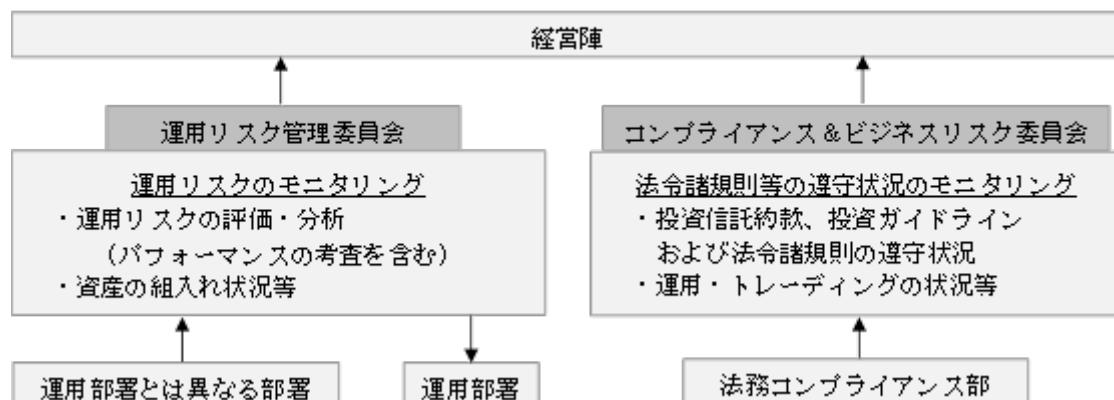 経営陣
運用リスク管理委員会
運用リスクのモニタリング
・運用リスクの評価・分析
(パフォーマンスの考査を含む)
・資産の組入れ状況等
運用部署とは異なる部署
運用部署
コンプライアンス&ビジネスリスク委員会
法令諸規則等の遵守状況のモニタリング
・投資信託約款、投資ガイドライン
および法令諸規則の遵守状況
・運用・トレーディングの状況等
法務コンプライアンス部